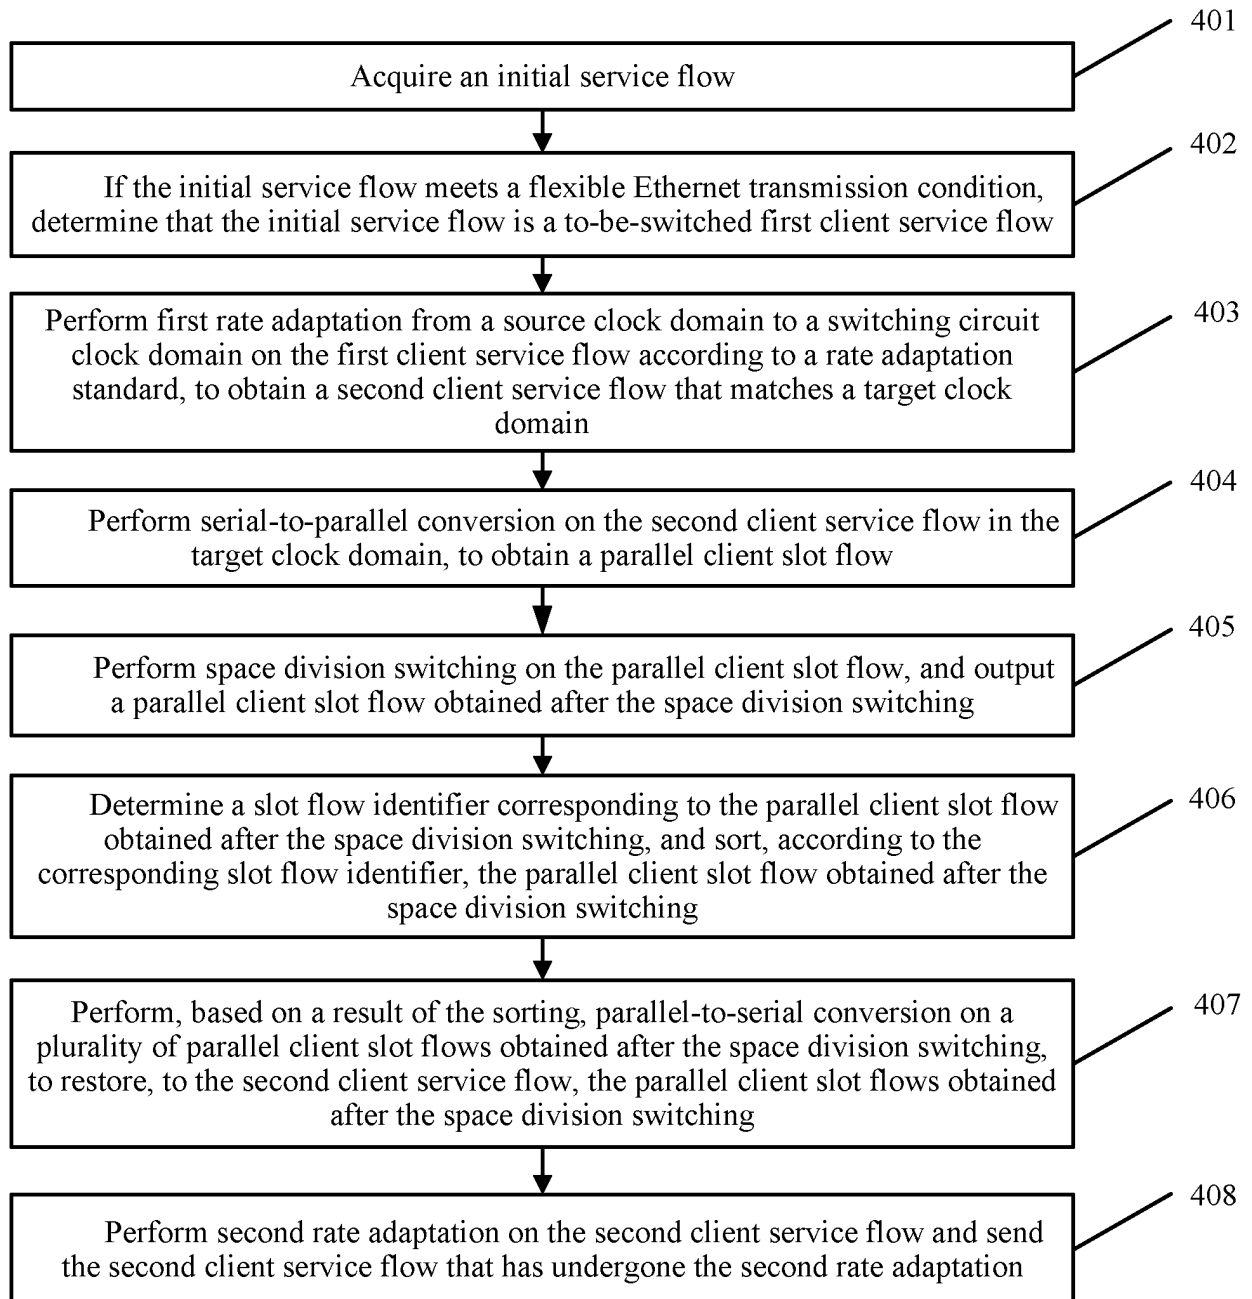 401
Acquire an initial service flow
402
If the initial service flow meets a flexible Ethernet transmission condition,
determine that the initial service flow is a to-be-switched first client service flow
403
Perform first rate adaptation from a source clock domain to a switching circuit
clock domain on the first client service flow according to a rate adaptation
standard, to obtain a second client service flow that matches a target clock
domain
404
Perform serial-to-parallel conversion on the second client service flow in the
target clock domain, to obtain a parallel client slot flow
405
Perform space division switching on the parallel client slot flow, and output
a parallel client slot flow obtained after the space division switching
406
Determine a slot flow identifier corresponding to the parallel client slot flow
obtained after the space division switching, and sort, according to the
corresponding slot flow identifier, the parallel client slot flow obtained after the
space division switching
407
Perform, based on a result of the sorting, parallel-to-serial conversion on a
plurality of parallel client slot flows obtained after the space division switching,
to restore, to the second client service flow, the parallel client slot flows obtained
after the space division switching
408
Perform second rate adaptation on the second client service flow and send
the second client service flow that has undergone the second rate adaptation